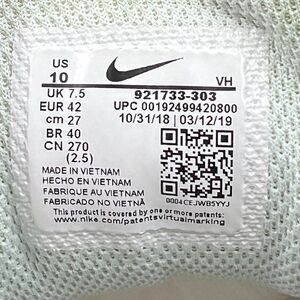 US
10
VH
UK 7.5
921733-303
EUR 42
UPC 00192499420800
cm 27
10/31/18 | 03/12/19
BR 40
CN 270
(2.5)
MADE IN VIETNAM
HECHO EN VIETNAM
FABRIQUE AU VIETNAM
FABRICADO NO VIETNÃ
0004CEJWB5YYJ
This product is covered by one or more patents:
www.nike.com/patentsvirtualmarking